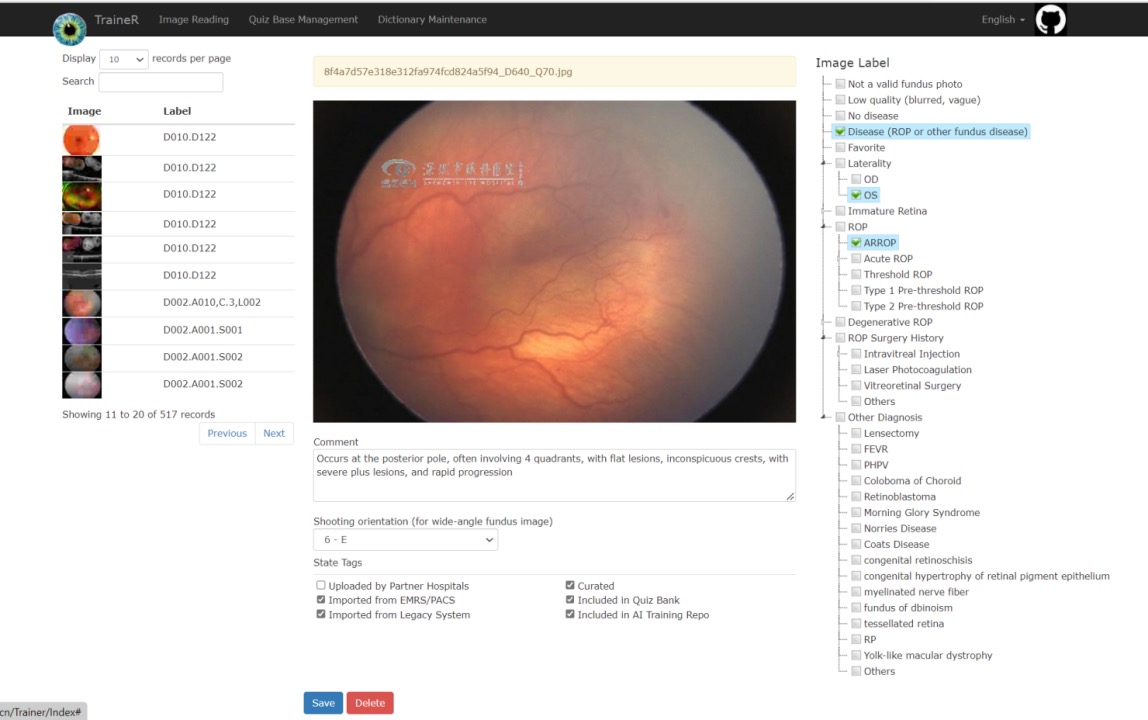 TraineR Image Reading Quiz Base Management Dictionary Maintenance English
Display 10 records per page
Search
Image Label
D010.D122
D010.D122
D010.D122
D010.D122
D010.D122
D010.D122
D002.A010,C.3,L002
D002.A001.S001
D002.A001.S002
D002.A001.S002
Showing 11 to 20 of 517 records
Previous Next
8f4a7d57e318e312fa974fcd824a5f94_D640_Q70.jpg
深圳市眼科医院
SHENZHEN EYE HOSPITAL
Comment
Occurs at the posterior pole, often involving 4 quadrants, with flat lesions, inconspicuous crests, with
severe plus lesions, and rapid progression
Shooting orientation (for wide-angle fundus image)
6 - E
State Tags
Uploaded by Partner Hospitals
Imported from EMRS/PACS
Imported from Legacy System
Curated
Included in Quiz Bank
Included in AI Training Repo
Save Delete
Image Label
Not a valid fundus photo
Low quality (blurred, vague)
No disease
Disease (ROP or other fundus disease)
Favorite
Laterality
OD
OS
Immature Retina
ROP
ARROP
Acute ROP
Threshold ROP
Type 1 Pre-threshold ROP
Type 2 Pre-threshold ROP
Degenerative ROP
ROP Surgery History
Intravitreal Injection
Laser Photocoagulation
Vitreoretinal Surgery
Others
Other Diagnosis
Lensectomy
FEVR
PHPV
Coloboma of Choroid
Retinoblastoma
Morning Glory Syndrome
Norries Disease
Coats Disease
congenital retinoschisis
congenital hypertrophy of retinal pigment epithelium
myelinated nerve fiber
fundus of dbinoism
tessellated retina
RP
Yolk-like macular dystrophy
Others
cn/Trainer/Index#